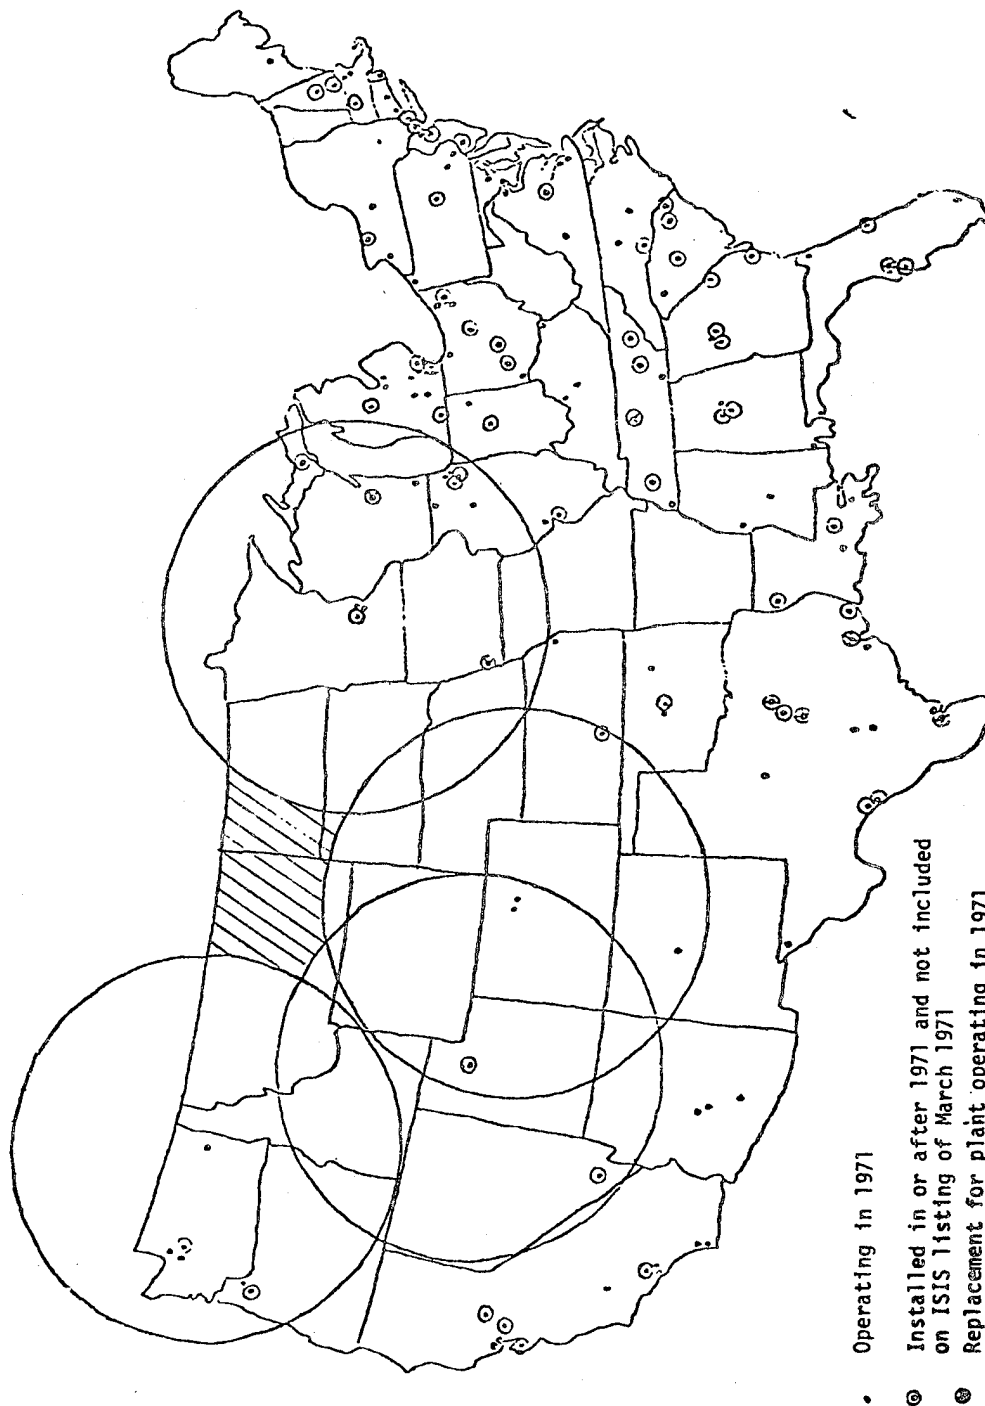 Operating in 1971
Installed in or after 1971 and not included
on ISIS listing of March 1971
Replacement for plant operating in 1971